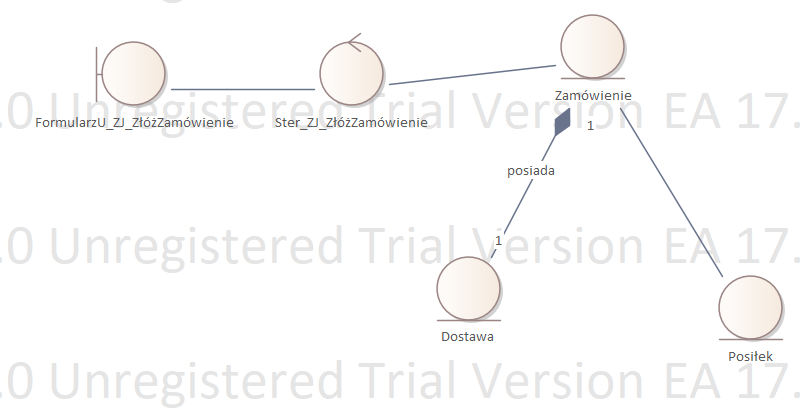 Zamówienie
.0 Unregistered Trial Version EA 17.
FormularzU_ZJ_ZłóżZamówienie
Ster_ZJ_ZłóżZamówienie
1
posiada
1
.0 Unregistered Trial Version EA 17.
Dostawa
Posiłek
.0 Unregistered Trial Version EA 17.